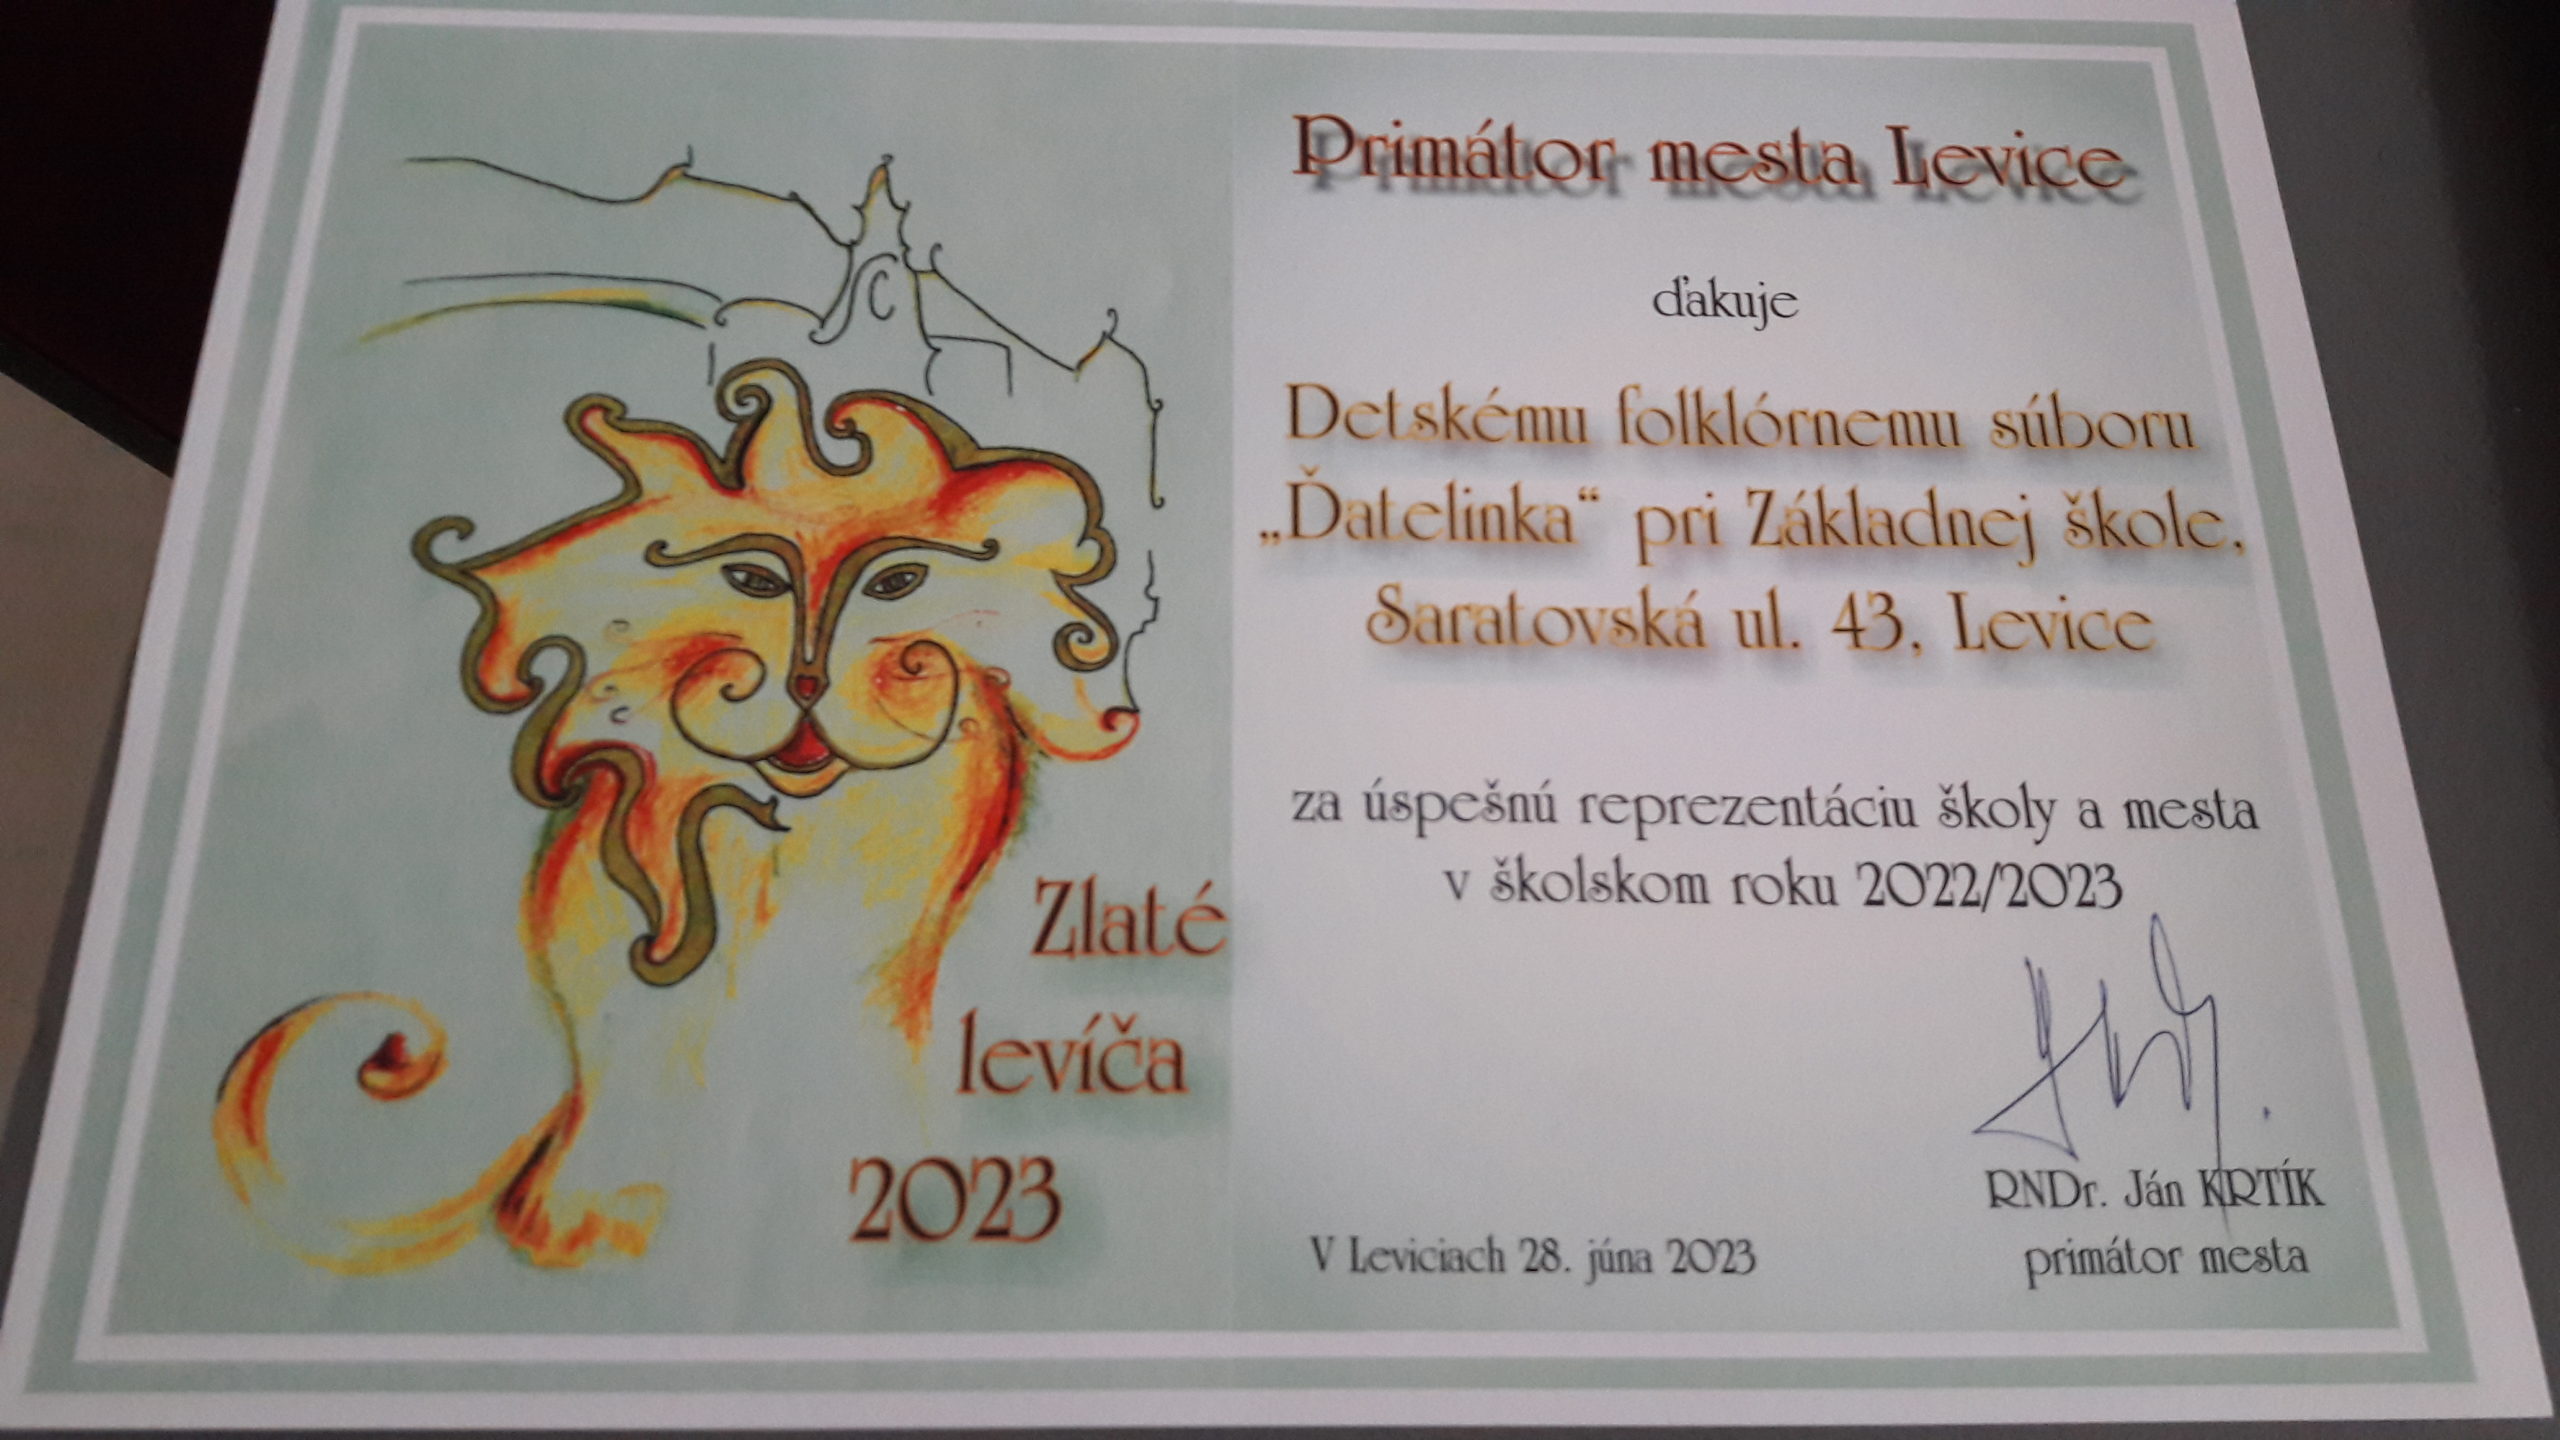 Primátor mesta Levice
ďakuje
Detskému folklórnemu súboru
„Ďatelinka“ pri Základnej škole,
Saratovská ul. 43, Levice
za úspešnú reprezentáciu školy a mesta
v školskom roku 2022/2023
Zlaté
levíča
2023
RNDr. Ján KRTÍK
primátor mesta
V Leviciach 28. júna 2023